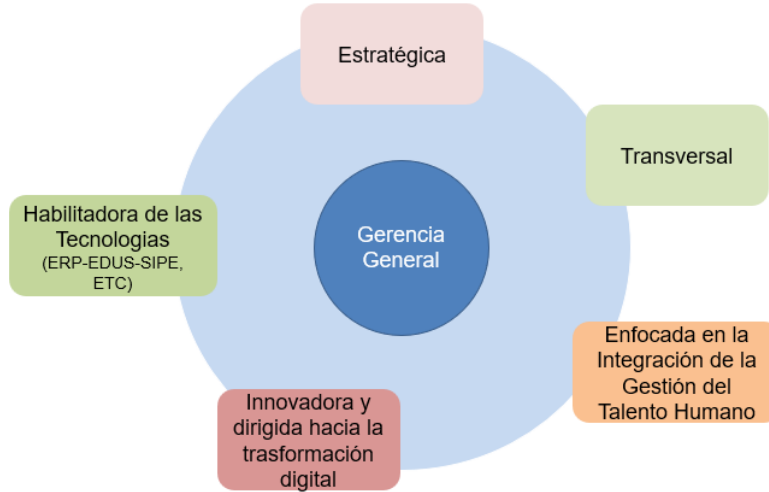 Estratégica
Transversal
Gerencia
General
Habilitadora de las
Tecnologias
(ERP-EDUS-SIPE,
ETC)
Enfocada en la
Integración de la
Gestión del
Talento Humano
Innovadora y
dirigida hacia la
trasformación
digital